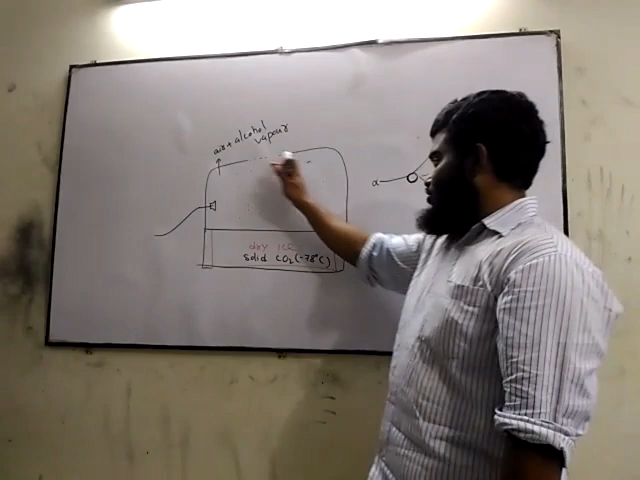 air + alcohol
vapour
α
dry ice
solid CO₂ (-78°C)